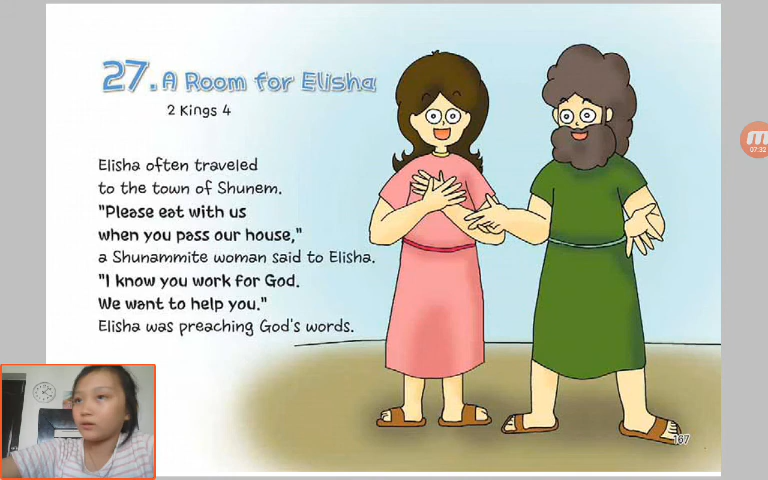 27. A Room for Elisha
2 Kings 4
Elisha often traveled
to the town of Shunem.
"Please eat with us
when you pass our house,"
a Shunammite woman said to Elisha.
"I know you work for God.
We want to help you."
Elisha was preaching God's words.
167
M
07:32